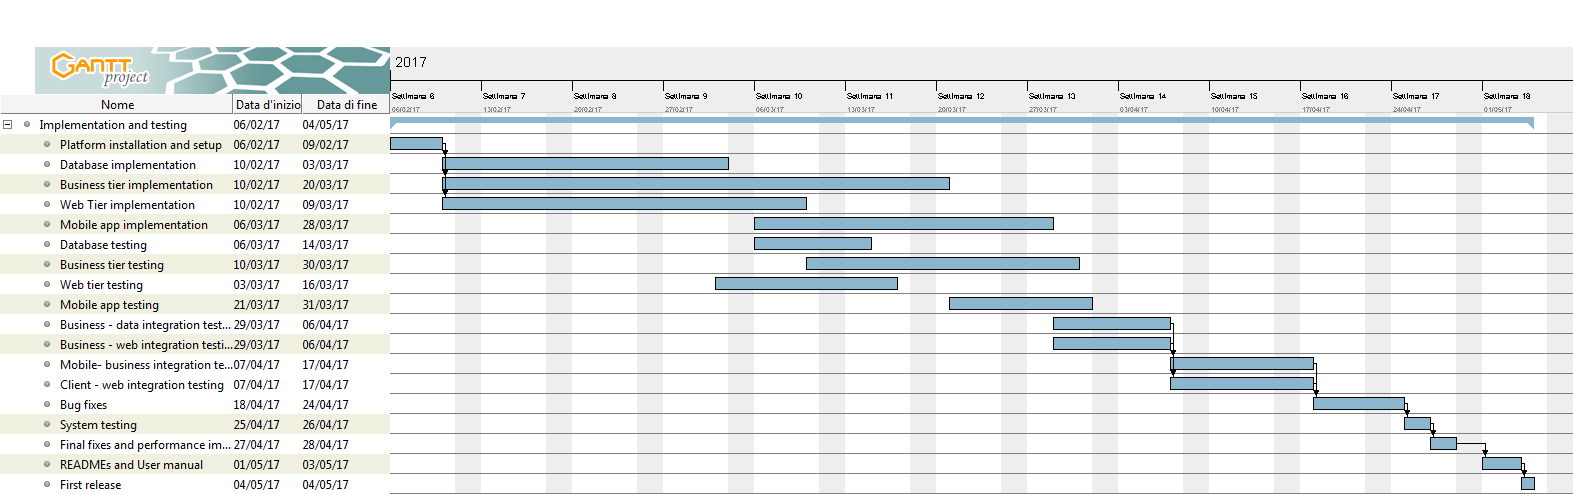 GANTT
project
2017
Settimana 6
Settimana 7
Settimana 8
Settimana 9
Settimana 10
Settimana 11
Settimana 12
Settimana 13
Settimana 14
Settimana 15
Settimana 16
Settimana 17
Settimana 18
Nome Data d'inizio Data di fine
06/02/17
13/02/17
20/02/17
27/02/17
06/03/17
13/03/17
20/03/17
27/03/17
03/04/17
10/04/17
17/04/17
24/04/17
01/05/17
Implementation and testing 06/02/17 04/05/17
Platform installation and setup 06/02/17 09/02/17
Database implementation 10/02/17 03/03/17
Business tier implementation 10/02/17 20/03/17
Web Tier implementation 10/02/17 09/03/17
Mobile app implementation 06/03/17 28/03/17
Database testing 06/03/17 14/03/17
Business tier testing 10/03/17 30/03/17
Web tier testing 03/03/17 16/03/17
Mobile app testing 21/03/17 31/03/17
Business - data integration test... 29/03/17 06/04/17
Business - web integration testi... 29/03/17 06/04/17
Mobile- business integration te... 07/04/17 17/04/17
Client - web integration testing 07/04/17 17/04/17
Bug fixes 18/04/17 24/04/17
System testing 25/04/17 26/04/17
Final fixes and performance im... 27/04/17 28/04/17
READMEs and User manual 01/05/17 03/05/17
First release 04/05/17 04/05/17